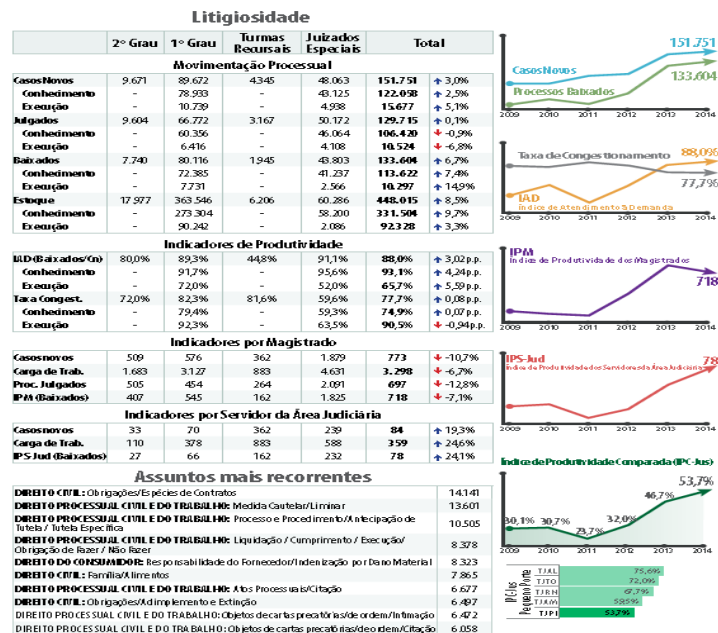 Litigiosidade
2º Grau 1º Grau Turmas Recursais Juizados Especiais Total
Movimentação Processual
Casos Novos 9.671 89.672 4.345 48.063 151.751 3,0%
Conhecimento - 78.933 - 43.125 122.058 2,5%
Execução - 10.739 - 4.938 15.677 5,1%
Julgados 9.604 66.772 3.167 50.172 129.715 0,1%
Conhecimento - 60.356 - 46.064 106.420 -0,9%
Execução - 6.416 - 4.108 10.524 -6,8%
Baixados 7.740 80.116 1.945 43.803 133.604 6,7%
Conhecimento - 72.385 - 41.237 113.622 7,4%
Execução - 7.731 - 2.566 10.297 14,9%
Estoque 17.977 363.546 6.206 60.286 448.015 8,5%
Conhecimento - 273.304 - 58.200 331.504 9,7%
Execução - 90.242 - 2.086 92.328 3,3%
Indicadores de Produtividade
IAD (Baixados/Cn) 80,0% 89,3% 44,8% 91,1% 88,0% 3,02 p.p.
Conhecimento - 91,7% - 95,6% 93,1% 4,24 p.p.
Execução - 72,0% - 52,0% 65,7% 5,59 p.p.
Taxa Congest. 72,0% 82,3% 81,6% 59,6% 77,7% 0,08 p.p.
Conhecimento - 79,4% - 59,3% 74,9% 0,07 p.p.
Execução - 92,3% - 63,5% 90,5% -0,94 p.p.
Indicadores por Magistrado
Casos novos 509 576 362 1.879 773 -10,7%
Carga de Trab. 1.683 3.127 883 4.631 3.298 -6,7%
Proc. Julgados 505 454 264 2.091 697 -12,8%
IPM (Baixados) 407 545 162 1.825 718 -7,1%
Indicadores por Servidor da Área Judiciária
Casos novos 33 70 362 239 84 19,3%
Carga de Trab. 110 378 883 588 359 24,6%
IPS-Jud (Baixados) 27 66 162 232 78 24,1%
Assuntos mais recorrentes
DIREITO CIVIL: Obrigações/Espécies de Contratos 14.141
DIREITO PROCESSUAL CIVIL E DO TRABALHO: Medida Cautelar/Liminar 13.601
DIREITO PROCESSUAL CIVIL E DO TRABALHO: Processo e Procedimento/Antecipação de
Tutela / Tutela Específica 10.505
DIREITO PROCESSUAL CIVIL E DO TRABALHO: Liquidação / Cumprimento / Execução/
Obrigação de Fazer / Não Fazer 8.378
DIREITO DO CONSUMIDOR: Responsabilidade do Fornecedor/Indenização por Dano Material 8.323
DIREITO CIVIL: Família/Alimentos 7.865
DIREITO PROCESSUAL CIVIL E DO TRABALHO: Atos Processuais/Citação 6.677
DIREITO CIVIL: Obrigações/Adimplemento e Extinção 6.497
DIREITO PROCESSUAL CIVIL E DO TRABALHO: Objetos de cartas precatórias/de ordem/Intimação 6.472
DIREITO PROCESSUAL CIVIL E DO TRABALHO: Objetos de cartas precatórias/de ordem/Citação 6.058
151.751
Casos Novos
Processos Baixados
133.604
2009 2010 2011 2012 2013 2014
88,0%
Taxa de Congestionamento
77,7%
IAD
Índice de Atendimento à Demanda
2009 2010 2011 2012 2013 2014
IPM
Índice de Produtividade dos Magistrados
718
2009 2010 2011 2012 2013 2014
IPS-Jud
78
Índice de Produtividade dos Servidores da Área Judiciária
2009 2010 2011 2012 2013 2014
Índice de Produtividade Comparada (IPC-Jus)
53,7%
46,7%
30,1% 30,7% 32,0%
23,7%
2009 2010 2011 2012 2013 2014
IPC-Jus
Pequeno Porte
TJAL 75,6%
TJTO 72,0%
TJRN 67,7%
TJAM 59,5%
TJPI 53,7%